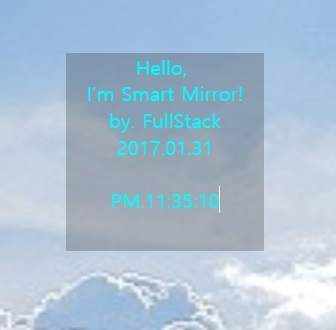 Hello,
I'm Smart Mirror!
by. FullStack
2017.01.31
PM.11:35:10